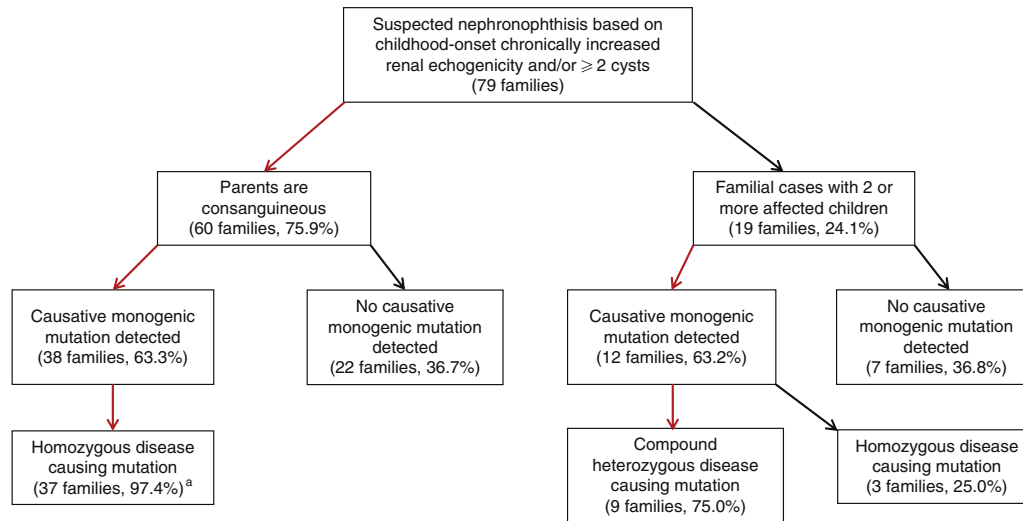 Suspected nephronophthisis based on
childhood-onset chronically increased
renal echogenicity and/or ⩾ 2 cysts
(79 families)
Parents are
consanguineous
(60 families, 75.9%)
Familial cases with 2 or
more affected children
(19 families, 24.1%)
Causative monogenic
mutation detected
(38 families, 63.3%)
No causative
monogenic mutation
detected
(22 families, 36.7%)
Causative monogenic
mutation detected
(12 families, 63.2%)
No causative
monogenic mutation
detected
(7 families, 36.8%)
Homozygous disease
causing mutation
(37 families, 97.4%)a
Compound
heterozygous disease
causing mutation
(9 families, 75.0%)
Homozygous disease
causing mutation
(3 families, 25.0%)